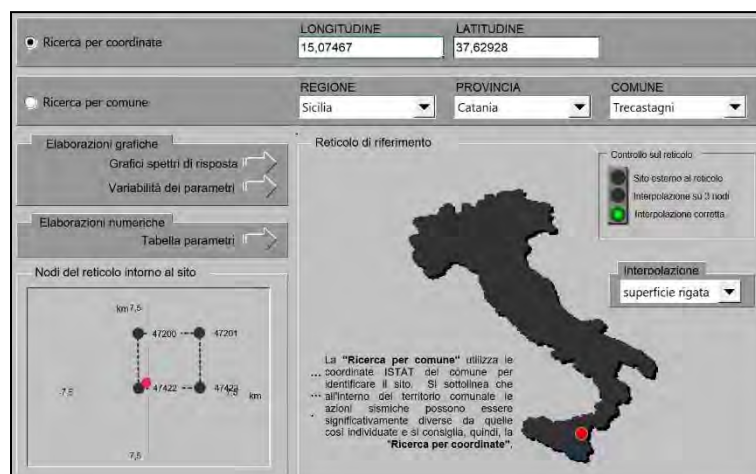 Ricerca per coordinate
LONGITUDINE
LATITUDINE
15,07467
37,62928
Ricerca per comune
REGIONE
PROVINCIA
COMUNE
Sicilia
Catania
Trecastagni
Elaborazioni grafiche
Grafici spettri di risposta
Variabilità dei parametri
Elaborazioni numeriche
Tabella parametri
Nodi del reticolo intorno al sito
km 7,5
47200
47201
-7,5
47422
47423
7,5
km
-7,5
Reticolo di riferimento
Controllo sul reticolo
Sito esterno al reticolo
Interpolazione su 3 nodi
Interpolazione corretta
Interpolazione
superficie rigata
La "Ricerca per comune" utilizza le
coordinate ISTAT del comune per
identificare il sito. Si sottolinea che
all'interno del territorio comunale le
azioni sismiche possono essere
significativamente diverse da quelle
così individuate e si consiglia, quindi, la
"Ricerca per coordinate".